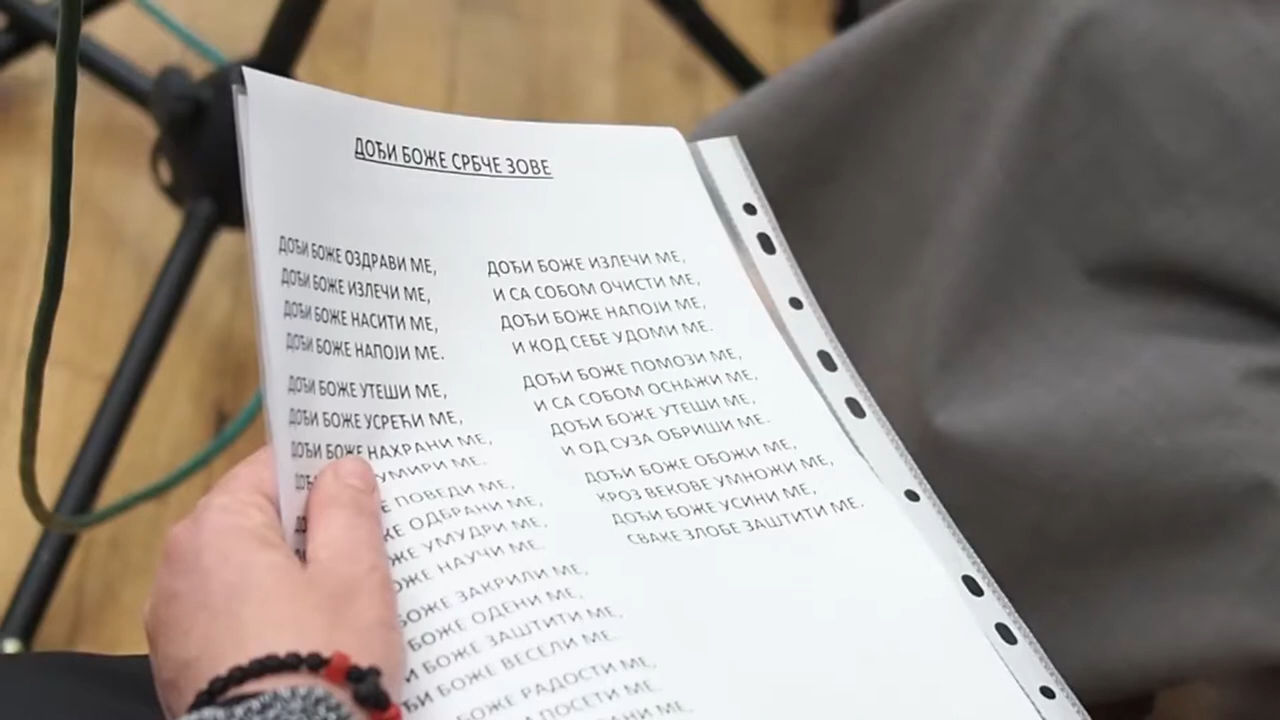 ДОЂИ БОЖЕ СРБЧЕ ЗОВЕ
ДОЂИ БОЖЕ ОЗДРАВИ МЕ,
ДОЂИ БОЖЕ ИЗЛЕЧИ МЕ,
ДОЂИ БОЖЕ НАСИТИ МЕ,
ДОЂИ БОЖЕ НАПОЈИ МЕ.
ДОЂИ БОЖЕ УТЕШИ МЕ,
ДОЂИ БОЖЕ УСРЕЋИ МЕ,
ДОЂИ БОЖЕ НАХРАНИ МЕ,
УМИРИ МЕ.
ПОВЕДИ МЕ,
ОДБРАНИ МЕ,
УМУДРИ МЕ,
НАУЧИ МЕ.
БОЖЕ ЗАКРИЛИ МЕ,
БОЖЕ ОДЕНИ МЕ,
БОЖЕ ЗАШТИТИ МЕ,
БОЖЕ ВЕСЕЛИ МЕ.
БОЖЕ РАДОСТИ МЕ,
ПОСЕТИ МЕ.
МЕ,
ДОЂИ БОЖЕ ИЗЛЕЧИ МЕ,
И СА СОБОМ ОЧИСТИ МЕ,
ДОЂИ БОЖЕ НАПОЈИ МЕ,
И КОД СЕБЕ УДОМИ МЕ.
ДОЂИ БОЖЕ ПОМОЗИ МЕ,
И СА СОБОМ ОСНАЖИ МЕ,
ДОЂИ БОЖЕ УТЕШИ МЕ,
И ОД СУЗА ОБРИШИ МЕ.
ДОЂИ БОЖЕ ОБОЖИ МЕ,
КРОЗ ВЕКОВЕ УМНОЖИ МЕ,
ДОЂИ БОЖЕ УСИНИ МЕ,
СВАКЕ ЗЛОБЕ ЗАШТИТИ МЕ.